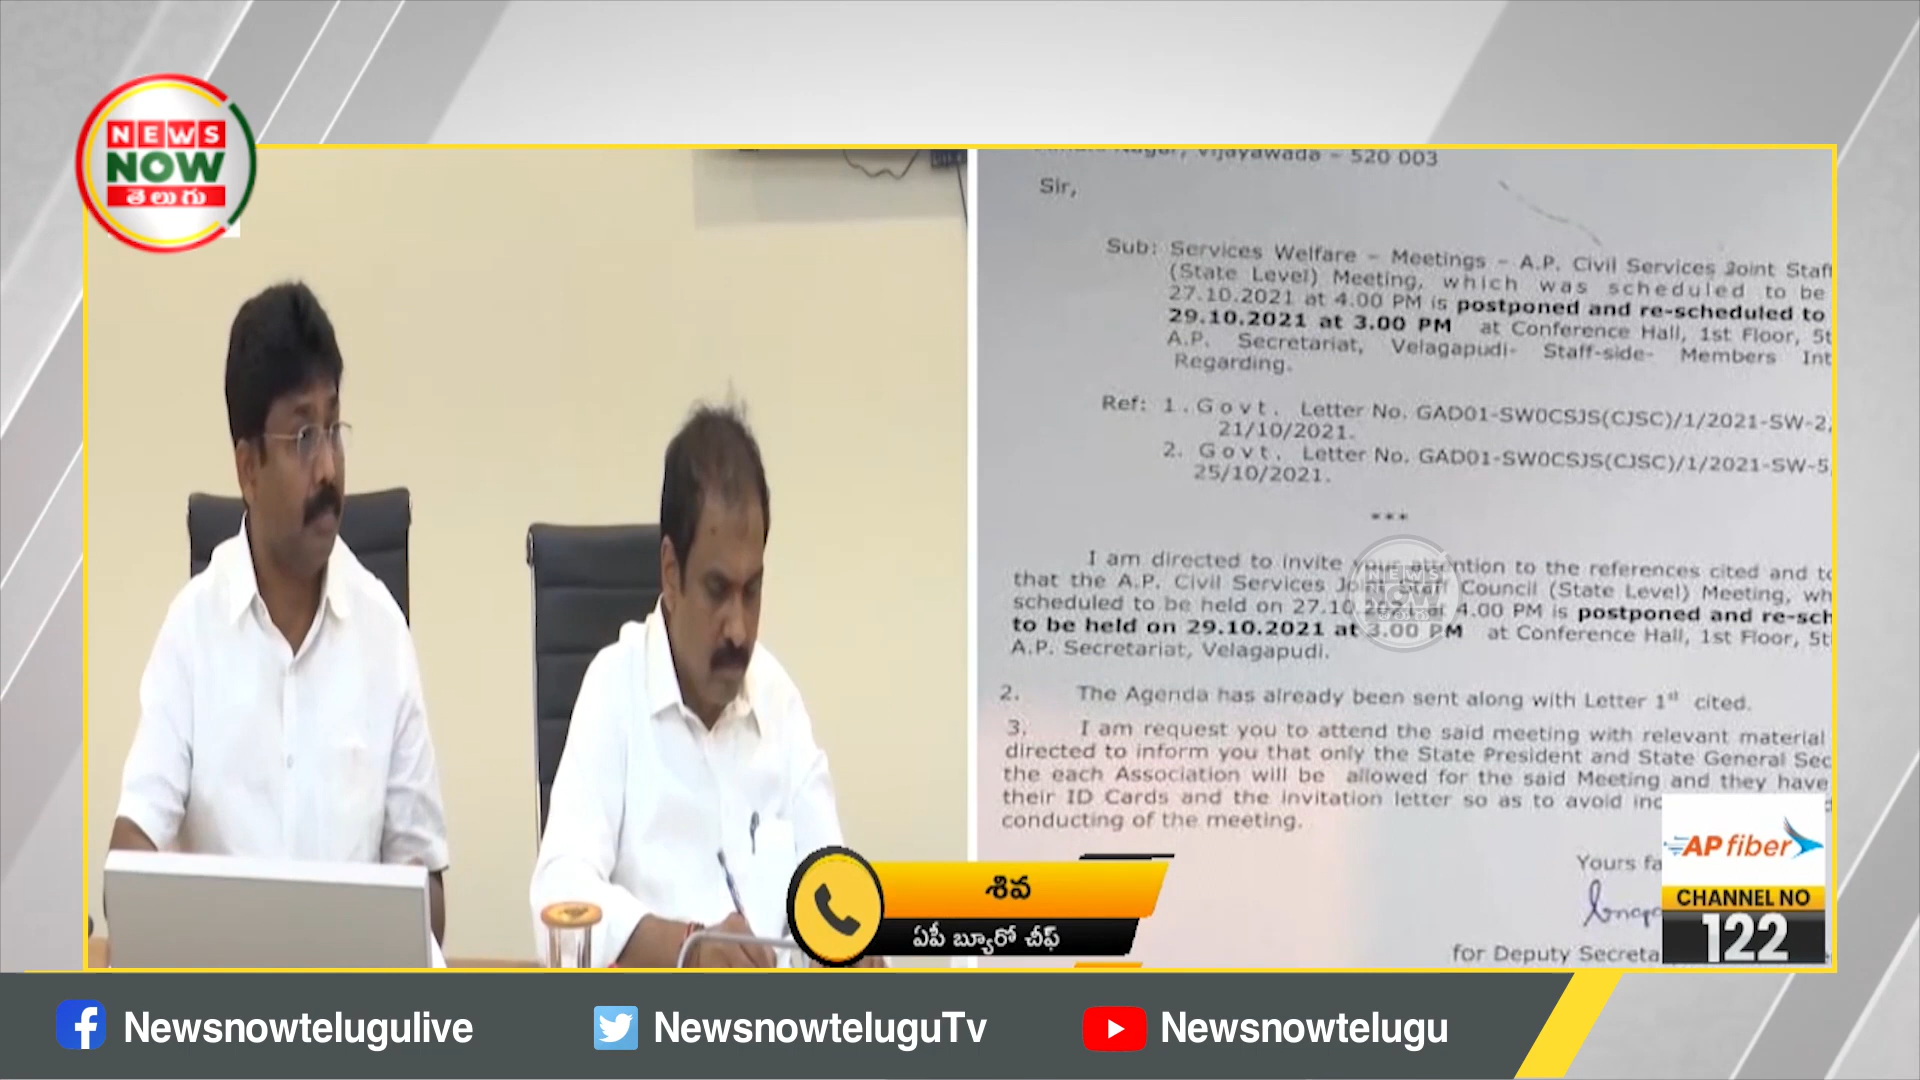 NEWS
NOW
తెలుగు
Nagar, Vijayawada – 520 003
Sir,
Sub: Services Welfare – Meetings – A.P. Civil Services Joint Staf
(State Level) Meeting, which was scheduled to be
27.10.2021 at 4.00 PM is postponed and re-scheduled to
29.10.2021 at 3.00 PM at Conference Hall, 1st Floor, 5t
A.P. Secretariat, Velagapudi- Staff-side- Members Int
Regarding.
Ref: 1. Govt. Letter No. GAD01-SW0CSJS(CJSC)/1/2021-SW-2,
21/10/2021.
2. Govt. Letter No. GAD01-SW0CSJS(CJSC)/1/2021-SW-5
25/10/2021.
***
I am directed to invite your attention to the references cited and to
that the A.P. Civil Services Joint Staff Council (State Level) Meeting, wh
scheduled to be held on 27.10.2021 at 4.00 PM is postponed and re-sch
to be held on 29.10.2021 at 3.00 PM at Conference Hall, 1st Floor, 5t
A.P. Secretariat, Velagapudi.
NEWS
NOW
2. The Agenda has already been sent along with Letter 1st cited.
3. I am request you to attend the said meeting with relevant material
directed to inform you that only the State President and State General Sec
the each Association will be allowed for the said Meeting and they have
their ID Cards and the invitation letter so as to avoid inc
conducting of the meeting.
Yours fa
for Deputy Secreta
AP fiber
CHANNEL NO
122
శివ
ఏపీ బ్యూరో చీఫ్
Newsnowtelugulive
NewsnowteluguTv
Newsnowtelugu